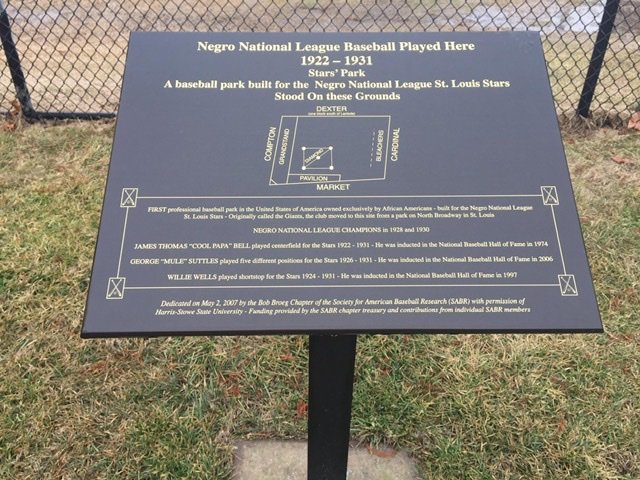 Negro National League Baseball Played Here
1922 – 1931
Stars' Park
A baseball park built for the Negro National League St. Louis Stars
Stood On these Grounds
DEXTER
(one block south of Laclede)
COMPTON
GRANDSTAND
DIAMOND
BLEACHERS
CARDINAL
PAVILION
MARKET
FIRST professional baseball park in the United States of America owned exclusively by African Americans - built for the Negro National League
St. Louis Stars - Originally called the Giants, the club moved to this site from a park on North Broadway in St. Louis
NEGRO NATIONAL LEAGUE CHAMPIONS in 1928 and 1930
JAMES THOMAS "COOL PAPA" BELL played centerfield for the Stars 1922 - 1931 - He was inducted in the National Baseball Hall of Fame in 1974
GEORGE "MULE" SUTTLES played five different positions for the Stars 1926 - 1931 - He was inducted in the National Baseball Hall of Fame in 2006
WILLIE WELLS played shortstop for the Stars 1924 - 1931 - He was inducted in the National Baseball Hall of Fame in 1997
Dedicated on May 2, 2007 by the Bob Broeg Chapter of the Society for American Baseball Research (SABR) with permission of
Harris-Stowe State University - Funding provided by the SABR chapter treasury and contributions from individual SABR members